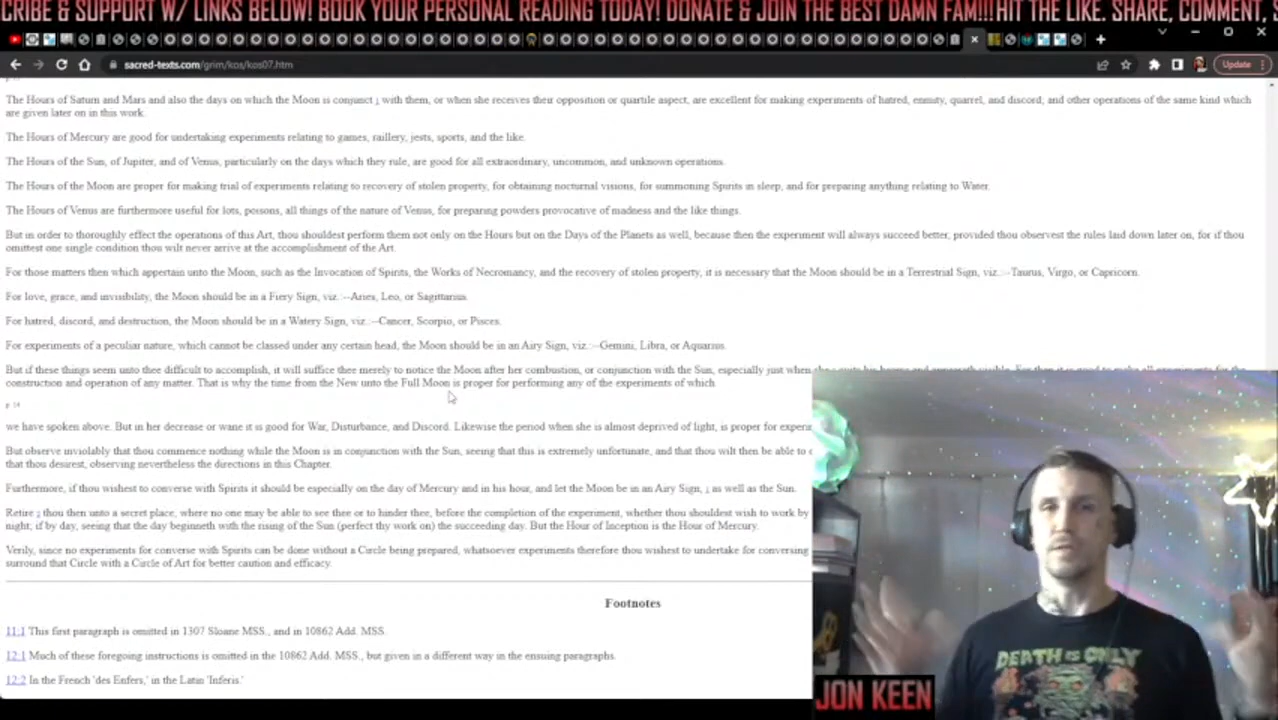 CRIBE & SUPPORT W/ LINKS BELOW! BOOK YOUR PERSONAL READING TODAY! DONATE & JOIN THE BEST DAMN FAM!!!HIT THE LIKE. SHARE, COMMENT, S
sacred-texts.com/grim/kos/kos07.htm
Update
The Hours of Saturn and Mars and also the days on which the Moon is conjunct 1 with them, or when she receives their opposition or quartile aspect, are excellent for making experiments of hatred, enmity, quarrel, and discord; and other operations of the same kind which
are given later on in this work.
The Hours of Mercury are good for undertaking experiments relating to games, raillery, jests, sports, and the like.
The Hours of the Sun, of Jupiter, and of Venus, particularly on the days which they rule, are good for all extraordinary, uncommon, and unknown operations.
The Hours of the Moon are proper for making trial of experiments relating to recovery of stolen property, for obtaining nocturnal visions, for summoning Spirits in sleep, and for preparing anything relating to Water.
The Hours of Venus are furthermore useful for lots, poisons, all things of the nature of Venus, for preparing powders provocative of madness and the like things.
But in order to thoroughly effect the operations of this Art, thou shouldest perform them not only on the Hours but on the Days of the Planets as well, because then the experiment will always succeed better, provided thou observest the rules laid down later on, for if thou
omittest one single condition thou wilt never arrive at the accomplishment of the Art.
For those matters then which appertain unto the Moon, such as the Invocation of Spirits, the Works of Necromancy, and the recovery of stolen property, it is necessary that the Moon should be in a Terrestrial Sign, viz.:--Taurus, Virgo, or Capricorn.
For love, grace, and invisibility, the Moon should be in a Fiery Sign, viz.:--Aries, Leo, or Sagittarius.
For hatred, discord, and destruction, the Moon should be in a Watery Sign, viz.:--Cancer, Scorpio, or Pisces.
For experiments of a peculiar nature, which cannot be classed under any certain head, the Moon should be in an Airy Sign, viz.:--Gemini, Libra, or Aquarius.
But if these things seem unto thee difficult to accomplish, it will suffice thee merely to notice the Moon after her combustion, or conjunction with the Sun, especially just when
construction and operation of any matter. That is why the time from the New unto the Full Moon is proper for performing any of the experiments of which
p. 14
we have spoken above. But in her decrease or wane it is good for War, Disturbance, and Discord. Likewise the period when she is almost deprived of light, is proper for
But observe inviolably that thou commence nothing while the Moon is in conjunction with the Sun, seeing that this is extremely unfortunate, and that thou wilt then be able to
that thou desirest, observing nevertheless the directions in this Chapter.
Furthermore, if thou wishest to converse with Spirits it should be especially on the day of Mercury and in his hour, and let the Moon be in an Airy Sign, 1 as well as the Sun.
Retire 2 thou then unto a secret place, where no one may be able to see thee or to hinder thee, before the completion of the experiment, whether thou shouldest wish to work by
night; if by day, seeing that the day beginneth with the rising of the Sun (perfect thy work on) the succeeding day. But the Hour of Inception is the Hour of Mercury.
Verily, since no experiments for converse with Spirits can be done without a Circle being prepared, whatsoever experiments therefore thou wishest to undertake for conversing
surround that Circle with a Circle of Art for better caution and efficacy.
Footnotes
11:1 This first paragraph is omitted in 1307 Sloane MSS., and in 10862 Add. MSS.
12:1 Much of these foregoing instructions is omitted in the 10862 Add. MSS., but given in a different way in the ensuing paragraphs.
12:2 In the French 'des Enfers,' in the Latin 'Inferis.'
DEATH IS ONLY
JON KEEN